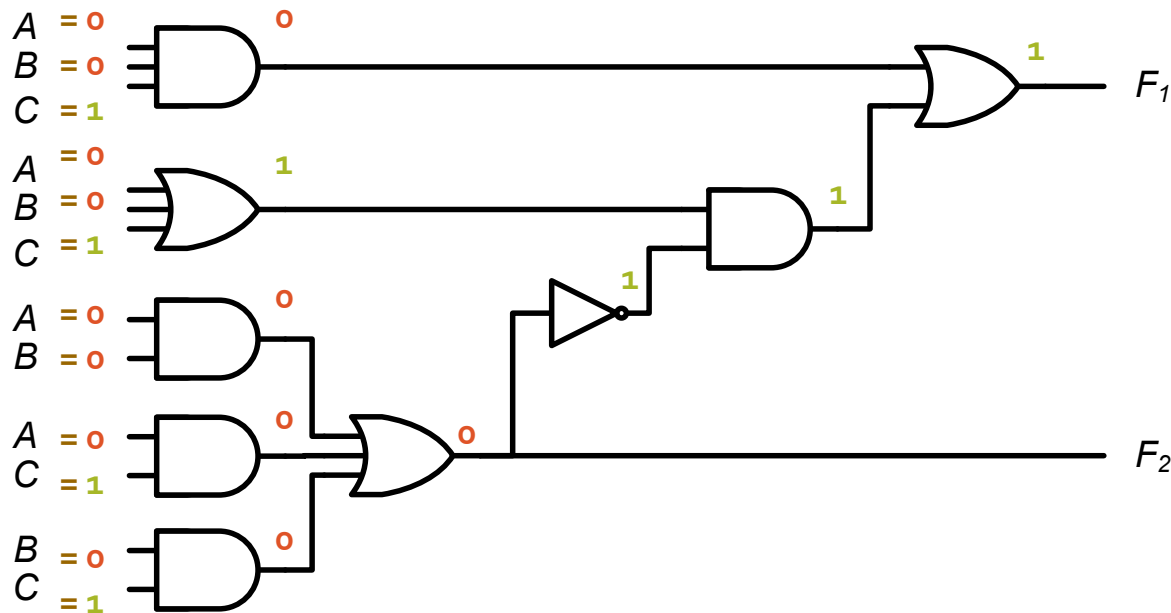 A = 0 0
B = 0
C = 1
1
F1
A = 0
B = 0
C = 1
1
1
1
A = 0 0
B = 0
A = 0 0
C = 1
0
F2
B = 0 0
C = 1